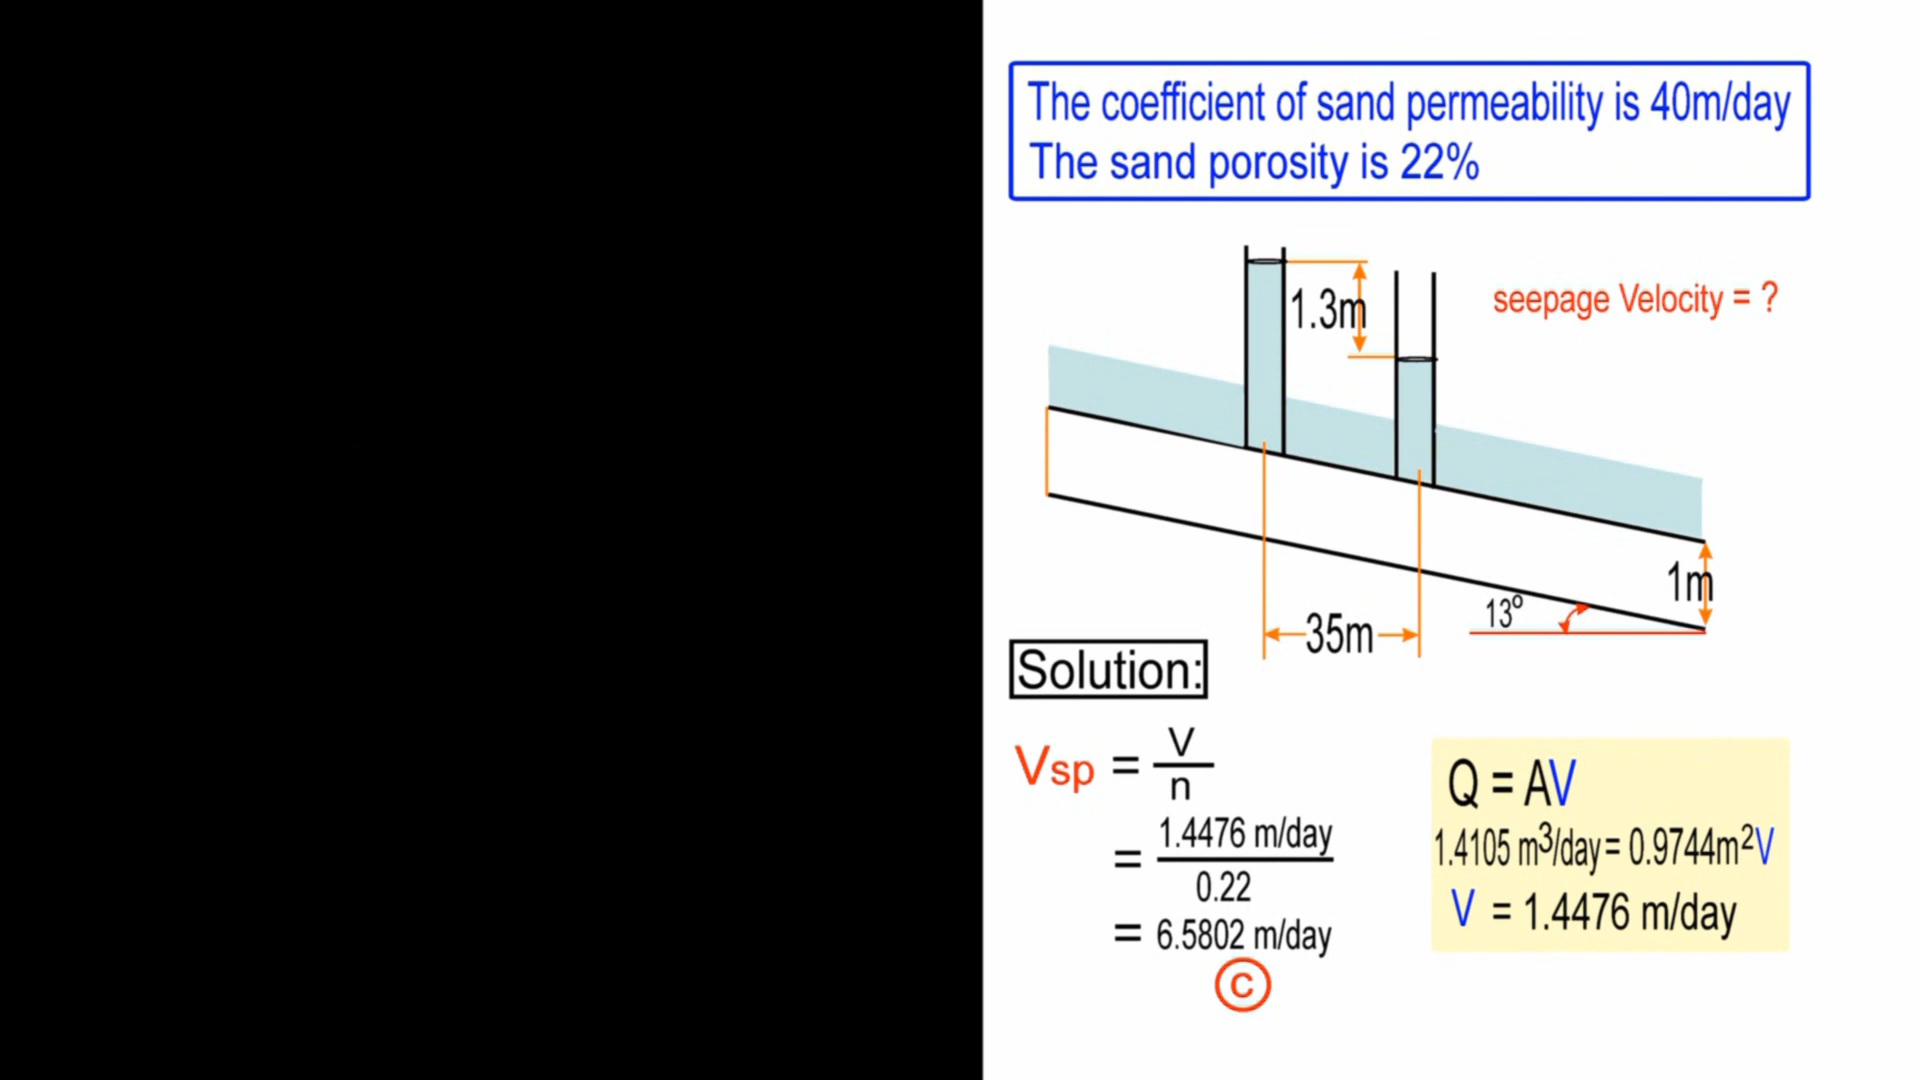 The coefficient of sand permeability is 40m/day
The sand porosity is 22%
1.3m
seepage Velocity = ?
1m
13°
35m
Solution:
Vsp = V
n
= 1.4476 m/day
0.22
= 6.5802 m/day
C
Q = AV
1.4105 m³/day = 0.9744m²V
V = 1.4476 m/day